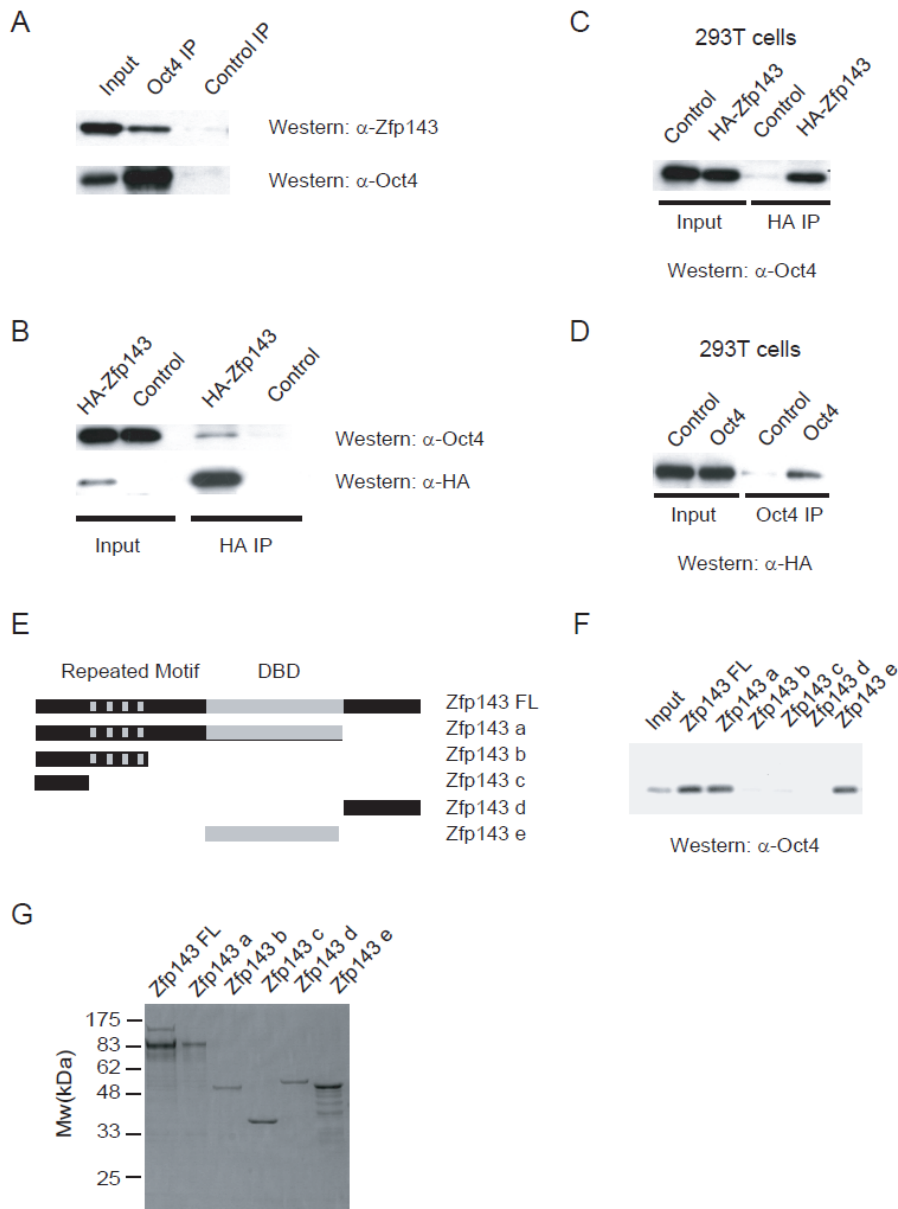 A
Input
Oct4 IP
Control IP
Western: α-Zfp143
Western: α-Oct4
B
HA-Zfp143
Control
HA-Zfp143
Control
Western: α-Oct4
Western: α-HA
Input
HA IP
C
293T cells
Control
HA-Zfp143
Control
HA-Zfp143
Input
HA IP
Western: α-Oct4
D
293T cells
Control
Oct4
Control
Oct4
Input
Oct4 IP
Western: α-HA
E
Repeated Motif
DBD
Zfp143 FL
Zfp143 a
Zfp143 b
Zfp143 c
Zfp143 d
Zfp143 e
F
Input
Zfp143 FL
Zfp143 a
Zfp143 b
Zfp143 c
Zfp143 d
Zfp143 e
Western: α-Oct4
G
Zfp143 FL
Zfp143 a
Zfp143 b
Zfp143 c
Zfp143 d
Zfp143 e
Mw(kDa)
175
83
62
48
33
25